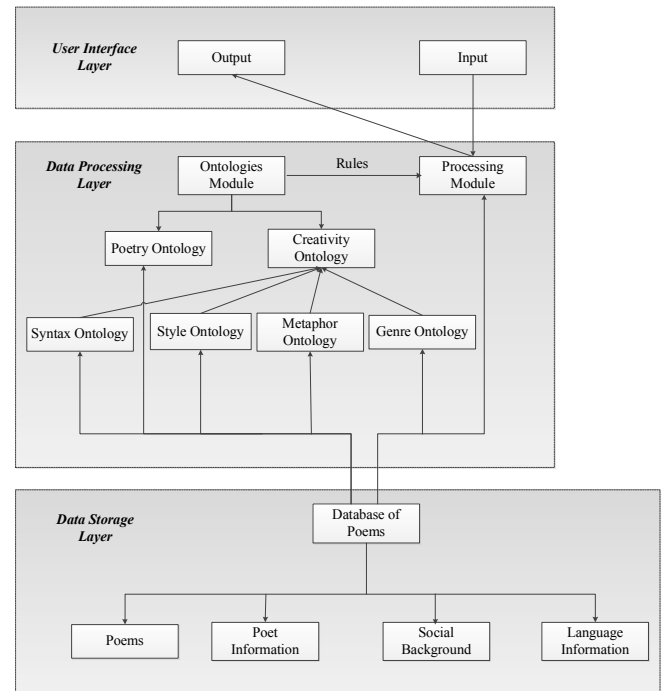 User Interface
Layer
Output
Input
Data Processing
Layer
Ontologies
Module
Rules
Processing
Module
Poetry Ontology
Creativity
Ontology
Syntax Ontology
Style Ontology
Metaphor
Ontology
Genre Ontology
Data Storage
Layer
Database of
Poems
Poems
Poet
Information
Social
Background
Language
Information